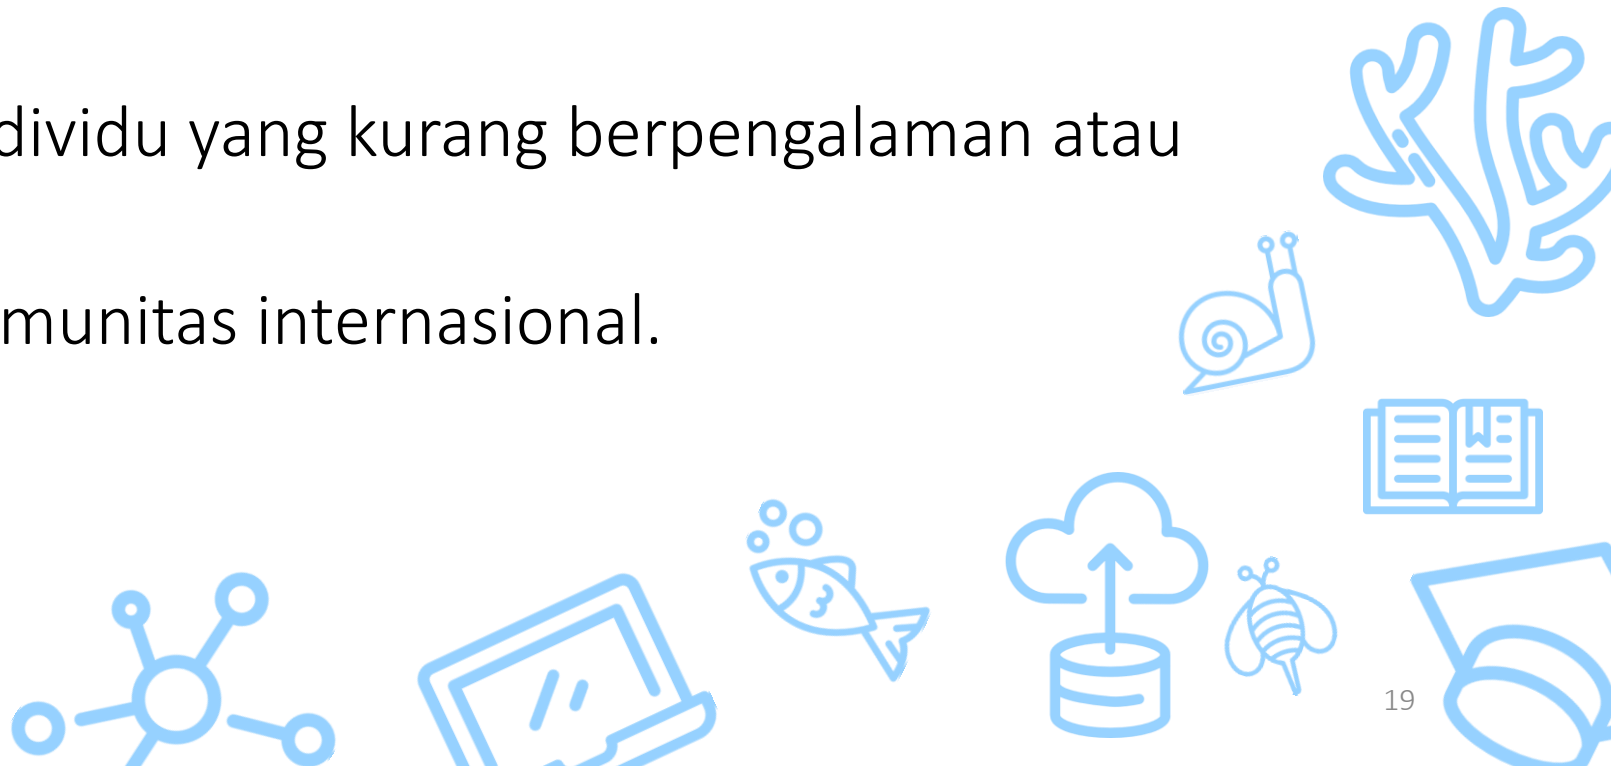 dividu yang kurang berpengalaman atau
munitas internasional.
19